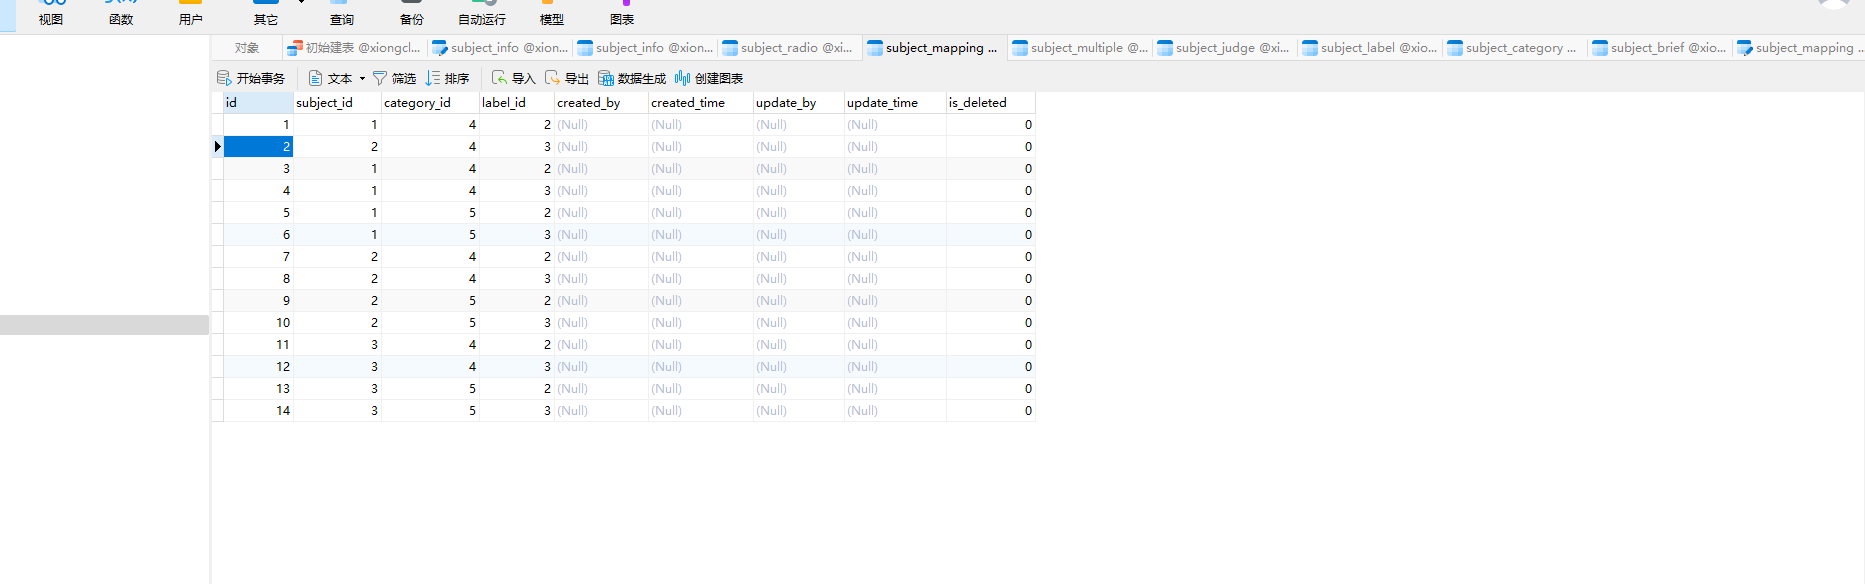 视图 函数 用户 其它 查询 备份 自动运行 模型 图表
对象 初始建表 @xiongcl... subject_info @xion... subject_info @xion... subject_radio @xi... subject_mapping ... subject_multiple @... subject_judge @xi... subject_label @xio... subject_category ... subject_brief @xio... subject_mapping ...
开始事务 文本 筛选 排序 导入 导出 数据生成 创建图表
id subject_id category_id label_id created_by created_time update_by update_time is_deleted
1 1 4 2 (Null) (Null) (Null) (Null) 0
2 2 4 3 (Null) (Null) (Null) (Null) 0
3 1 4 2 (Null) (Null) (Null) (Null) 0
4 1 4 3 (Null) (Null) (Null) (Null) 0
5 1 5 2 (Null) (Null) (Null) (Null) 0
6 1 5 3 (Null) (Null) (Null) (Null) 0
7 2 4 2 (Null) (Null) (Null) (Null) 0
8 2 4 3 (Null) (Null) (Null) (Null) 0
9 2 5 2 (Null) (Null) (Null) (Null) 0
10 2 5 3 (Null) (Null) (Null) (Null) 0
11 3 4 2 (Null) (Null) (Null) (Null) 0
12 3 4 3 (Null) (Null) (Null) (Null) 0
13 3 5 2 (Null) (Null) (Null) (Null) 0
14 3 5 3 (Null) (Null) (Null) (Null) 0